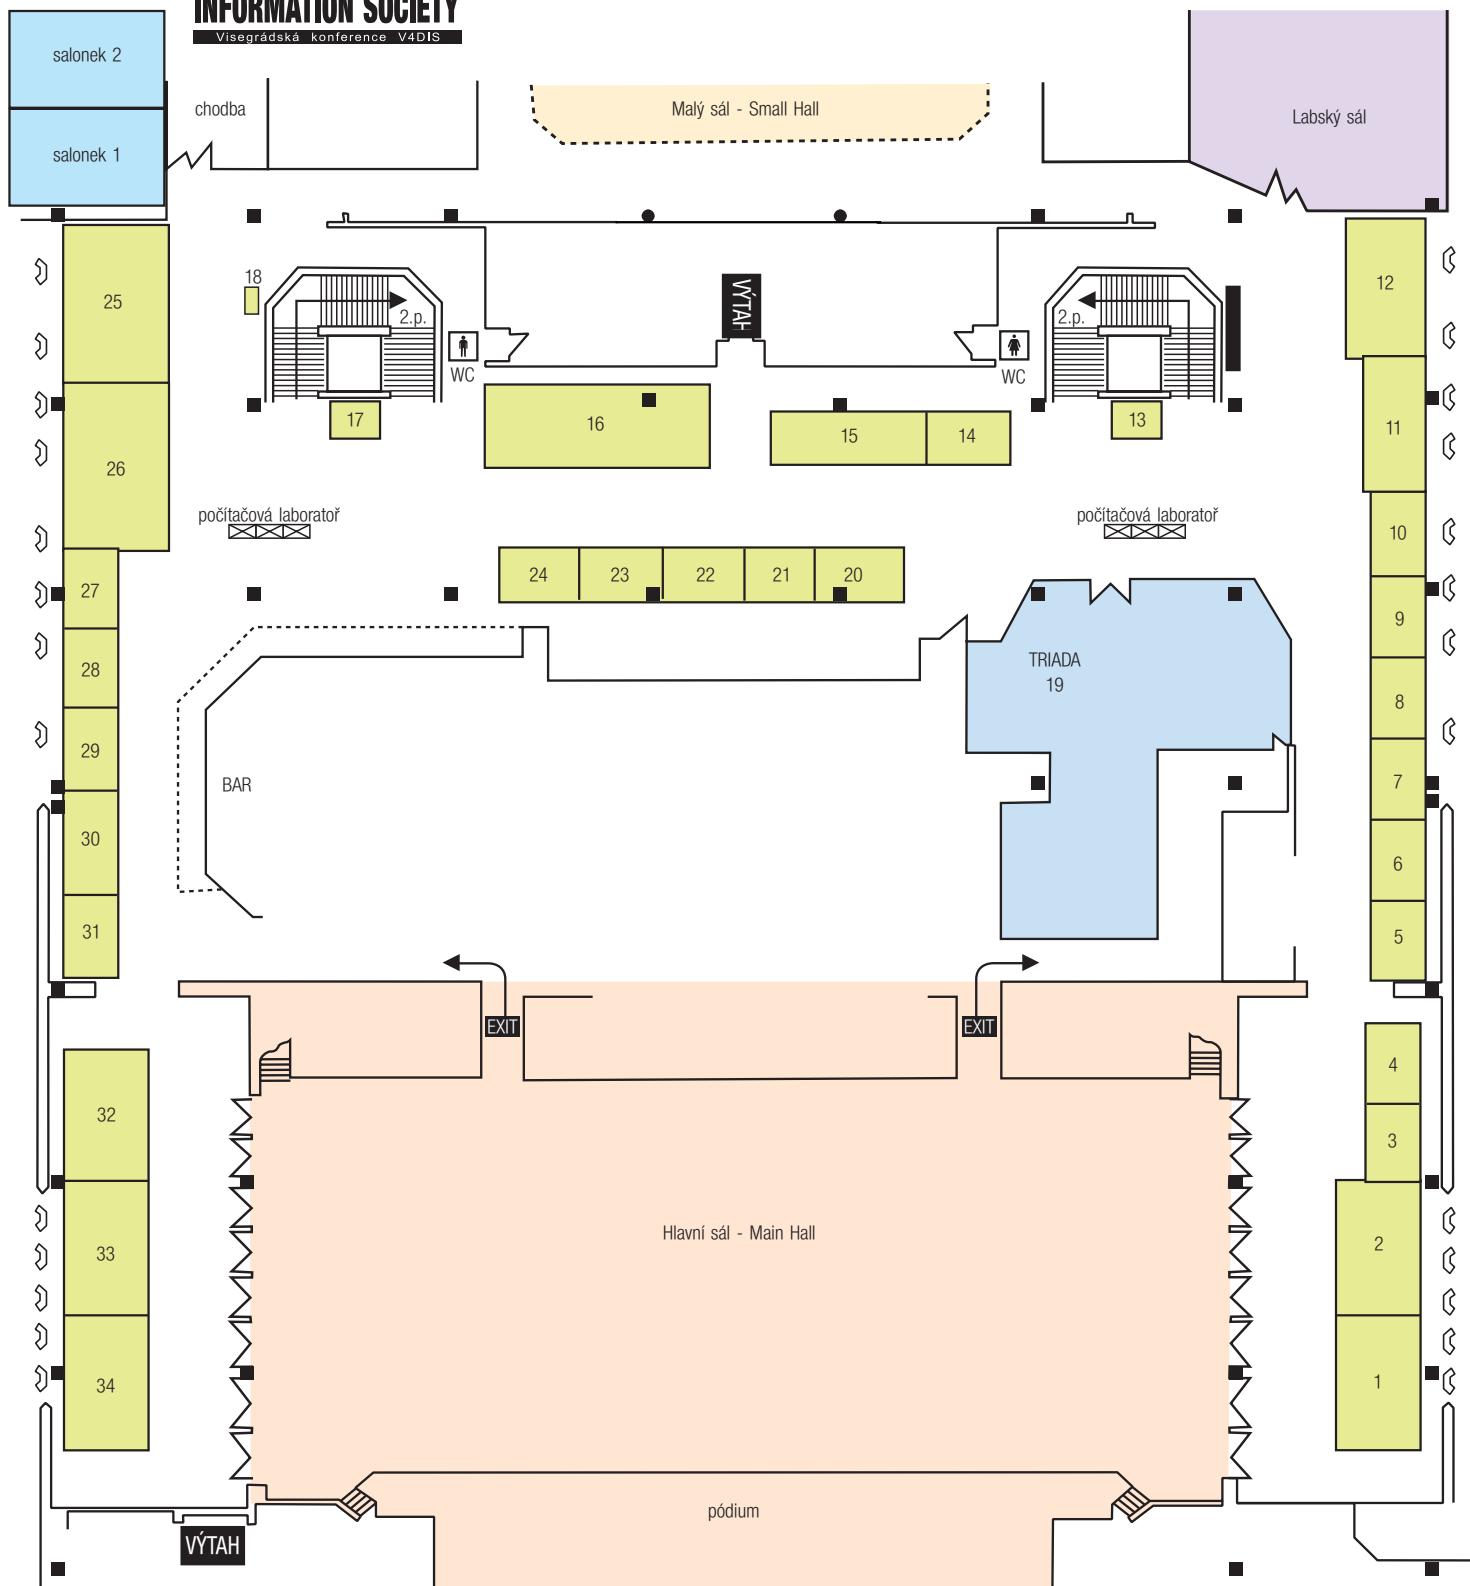 INFORMATION SOCIETY
Visegrádská konference V4DIS
salonek 2
chodba
Malý sál - Small Hall
Labský sál
salonek 1
25
18
2.p.
WC
VÝTAH
WC
2.p.
12
17
16
15
14
13
11
26
počítačová laboratoř
počítačová laboratoř
10
24
23
22
21
20
27
9
28
TRIADA
19
8
29
BAR
7
30
6
31
5
EXIT
EXIT
32
4
3
33
Hlavní sál - Main Hall
2
34
1
pódium
VÝTAH